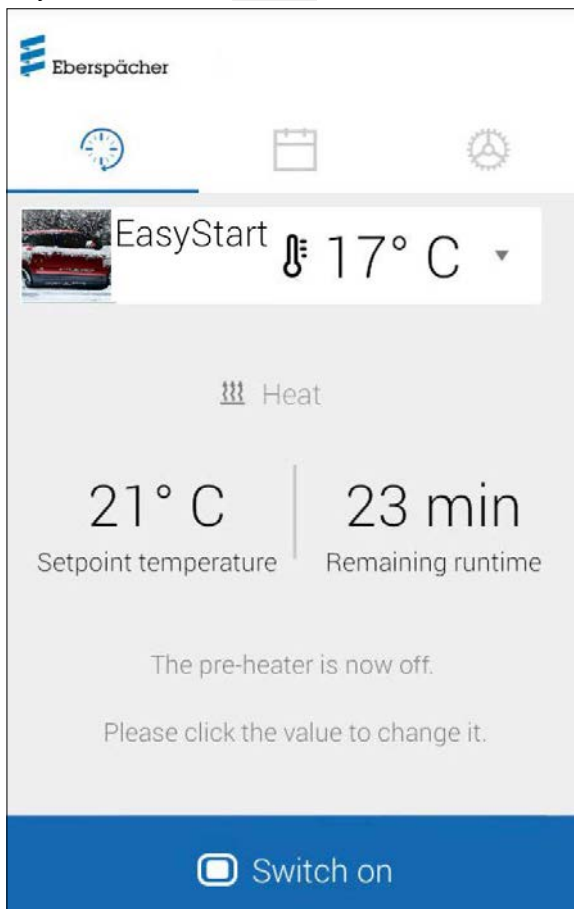 Eberspächer
EasyStart
17° C
Heat
21° C
23 min
Setpoint temperature
Remaining runtime
The pre-heater is now off.
Please click the value to change it.
Switch on